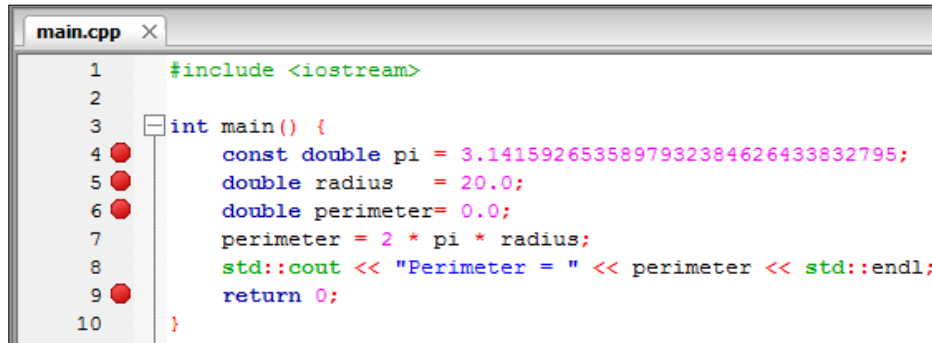 main.cpp ×
1 #include <iostream>
2
3 int main() {
4 const double pi = 3.1415926535897932384626433832795;
5 double radius   = 20.0;
6 double perimeter= 0.0;
7 perimeter = 2 * pi * radius;
8 std::cout << "Perimeter = " << perimeter << std::endl;
9 return 0;
10 }